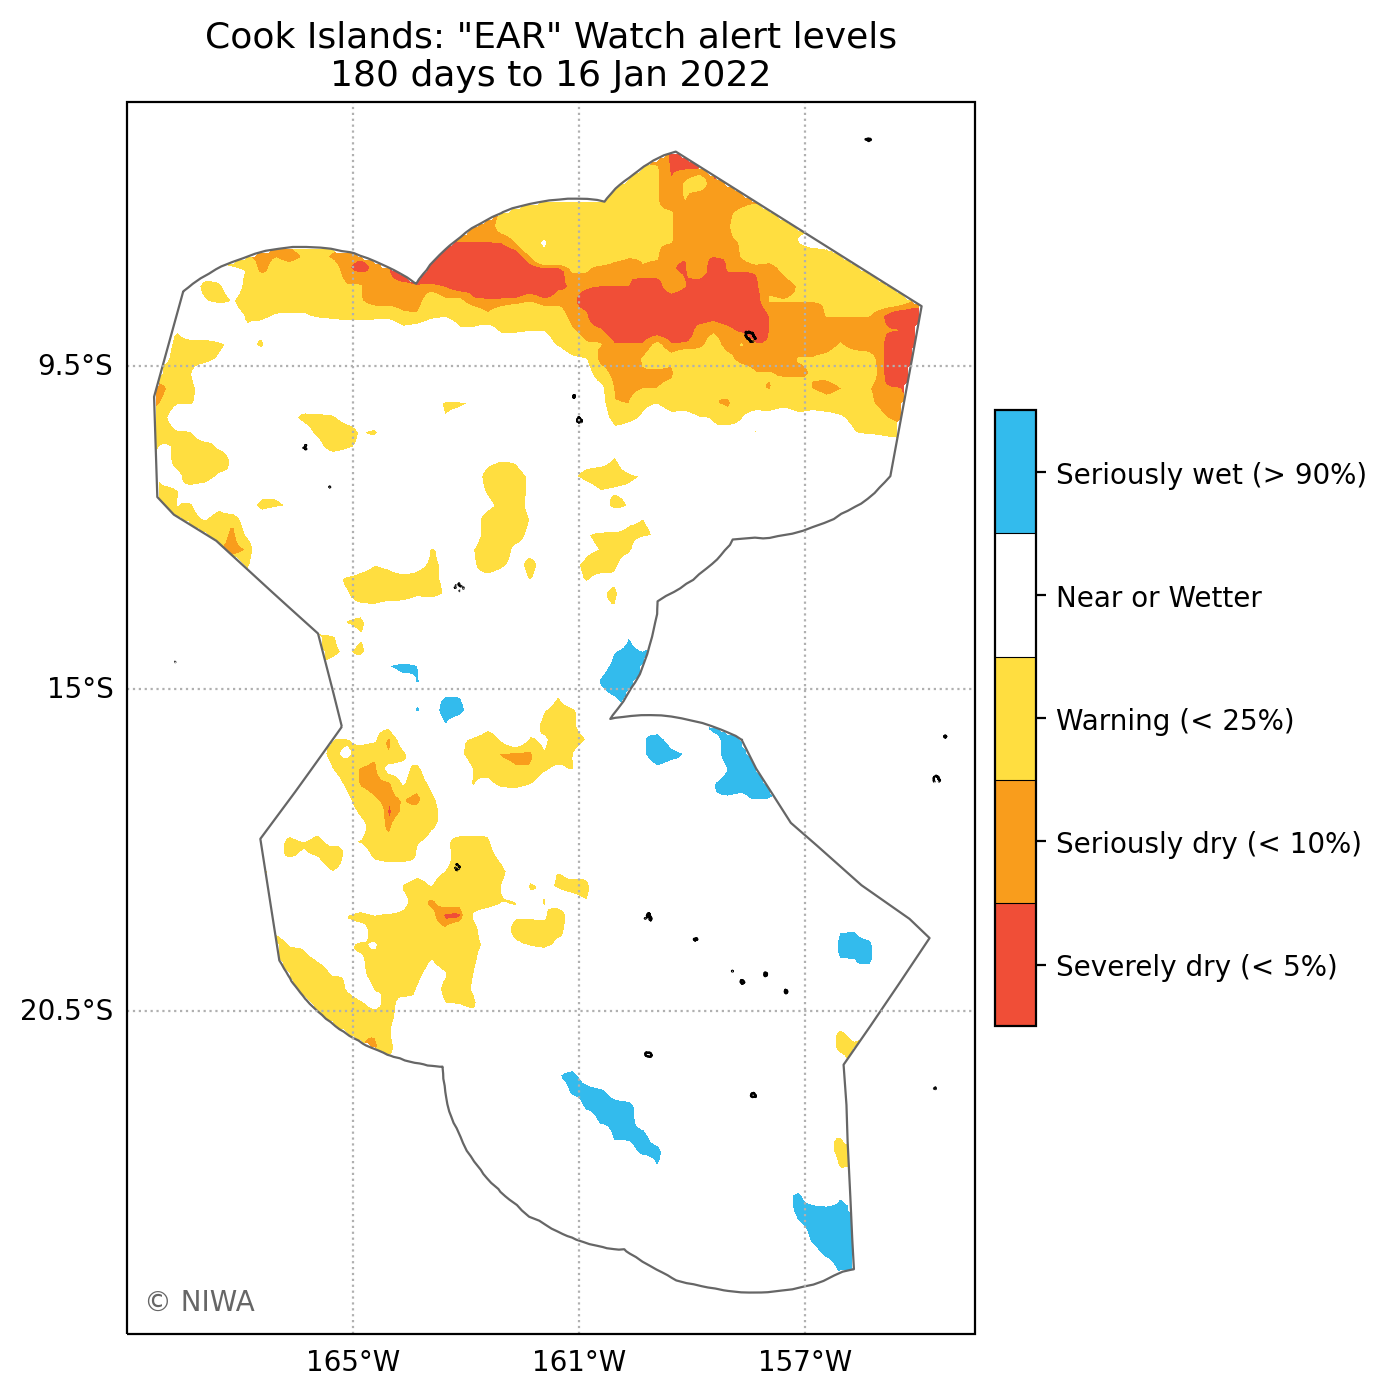 Cook Islands: "EAR" Watch alert levels
180 days to 16 Jan 2022
9.5°S
15°S
20.5°S
165°W
161°W
157°W
Seriously wet (> 90%)
Near or Wetter
Warning (< 25%)
Seriously dry (< 10%)
Severely dry (< 5%)
© NIWA